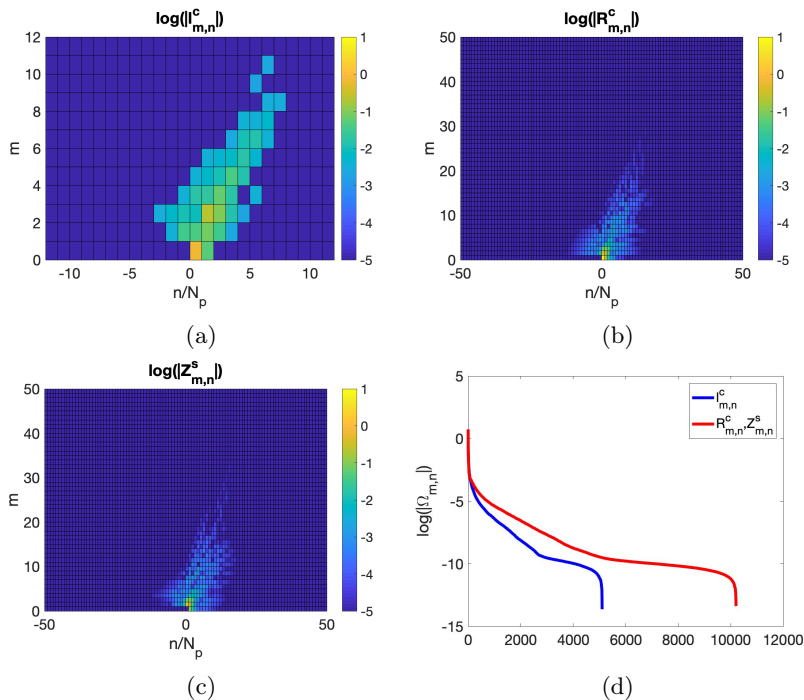 log(|I^c_{m,n}|)
12
10
8
6
4
2
0
m
-10 -5 0 5 10
n/N_p
1
0
-1
-2
-3
-4
-5
(a)
log(|R^c_{m,n}|)
50
40
30
20
10
0
m
-50 0 50
n/N_p
1
0
-1
-2
-3
-4
-5
(b)
log(|Z^s_{m,n}|)
50
40
30
20
10
0
m
-50 0 50
n/N_p
1
0
-1
-2
-3
-4
-5
(c)
5
0
-5
-10
-15
log(|Ω_{m,n}|)
I^c_{m,n}
R^c_{m,n},Z^s_{m,n}
0 2000 4000 6000 8000 10000 12000
(d)